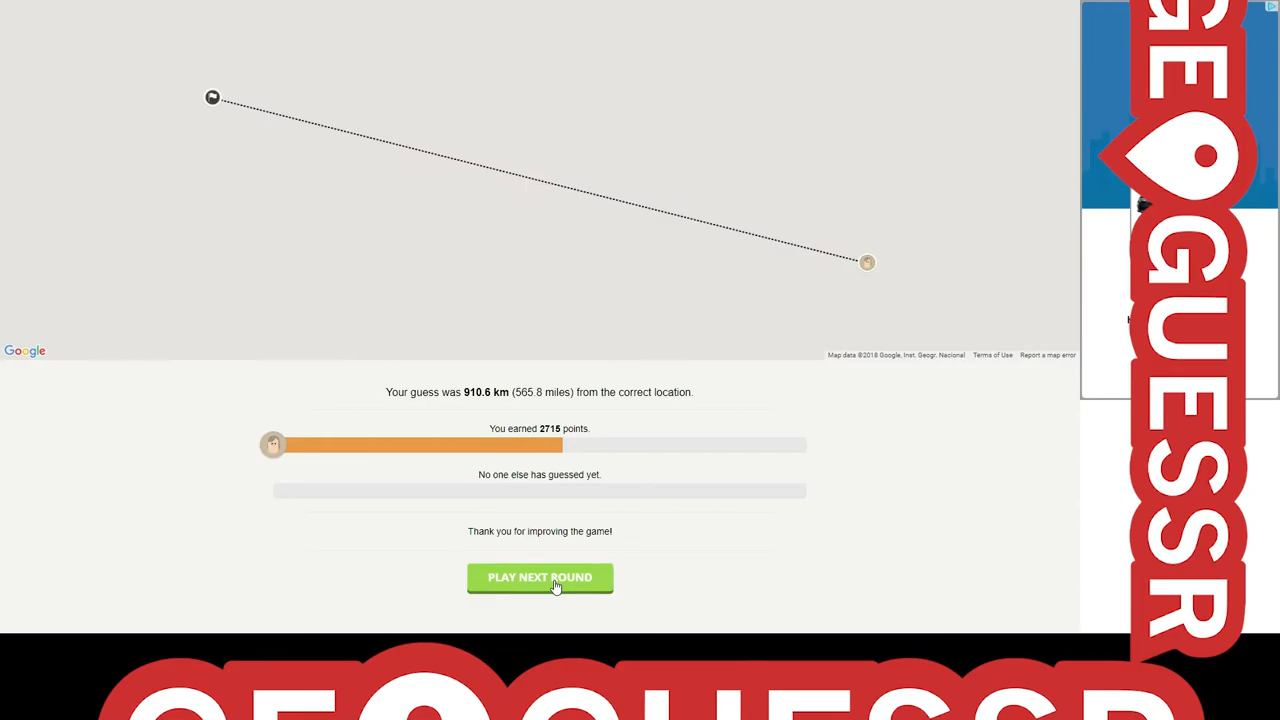 Google
Map data ©2018 Google, Inst. Geogr. Nacional
Terms of Use
Report a map error
Your guess was 910.6 km (565.8 miles) from the correct location.
You earned 2715 points.
No one else has guessed yet.
Thank you for improving the game!
PLAY NEXT ROUND
GEOGUESSR
GEOGUESSR